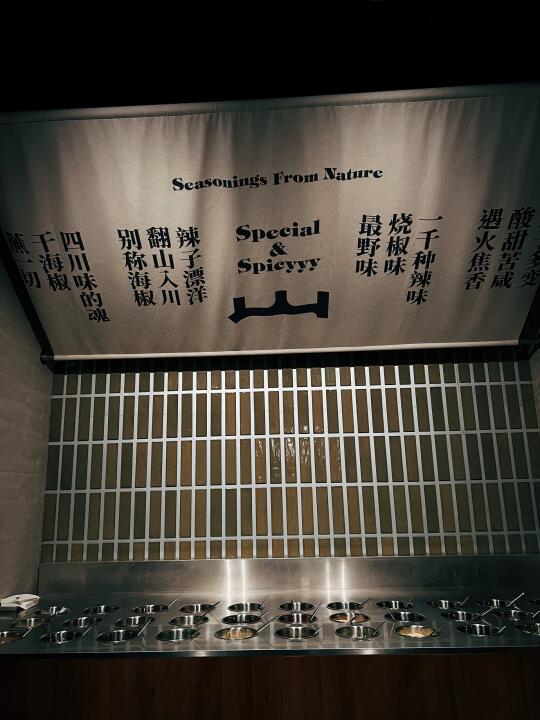 Seasonings From Nature
多变
酸甜苦咸
遇火焦香
一千种辣味
烧椒味
最野味
Special
&
Spicyyy
辣子漂洋
翻山入川
别称海椒
四川味的魂
干海椒
蘸一切